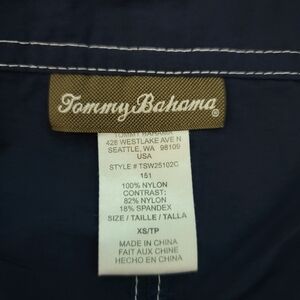 Tommy Bahama®
TOMMY BAHAMA
428 WESTLAKE AVE N
SEATTLE, WA 98109
USA
STYLE # TSW25102C
151
100% NYLON
CONTRAST:
82% NYLON
18% SPANDEX
SIZE / TAILLE / TALLA
XS/TP
MADE IN CHINA
FAIT AUX CHINE
HECHO EN CHINA